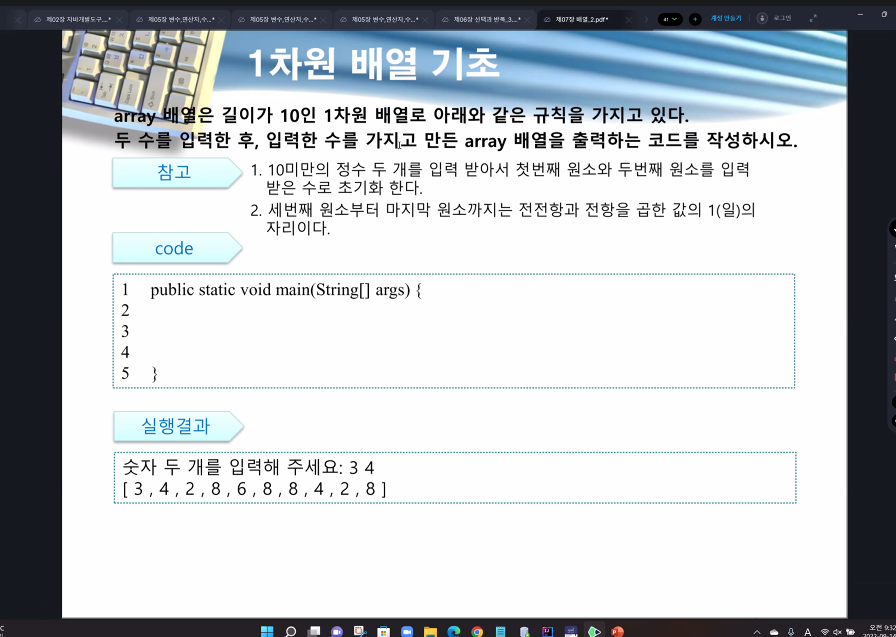 제02장 자바개발도구...*
제05장 변수,연산자,수...*
제05장 변수,연산자,수...*
제05장 변수,연산자,수...*
제06장 선택과 반복_3....*
제07장 배열_2.pdf*
41
계정 만들기
로그인
1차원 배열 기초
array 배열은 길이가 10인 1차원 배열로 아래와 같은 규칙을 가지고 있다.
두 수를 입력한 후, 입력한 수를 가지고 만든 array 배열을 출력하는 코드를 작성하시오.
참고
1. 10미만의 정수 두 개를 입력 받아서 첫번째 원소와 두번째 원소를 입력
받은 수로 초기화 한다.
2. 세번째 원소부터 마지막 원소까지는 전전항과 전항을 곱한 값의 1(일)의
자리이다.
code
1 public static void main(String[] args) {
2
3
4
5 }
실행결과
숫자 두 개를 입력해 주세요: 3 4
[ 3 , 4 , 2 , 8 , 6 , 8 , 8 , 4 , 2 , 8 ]
A
오전 9:32